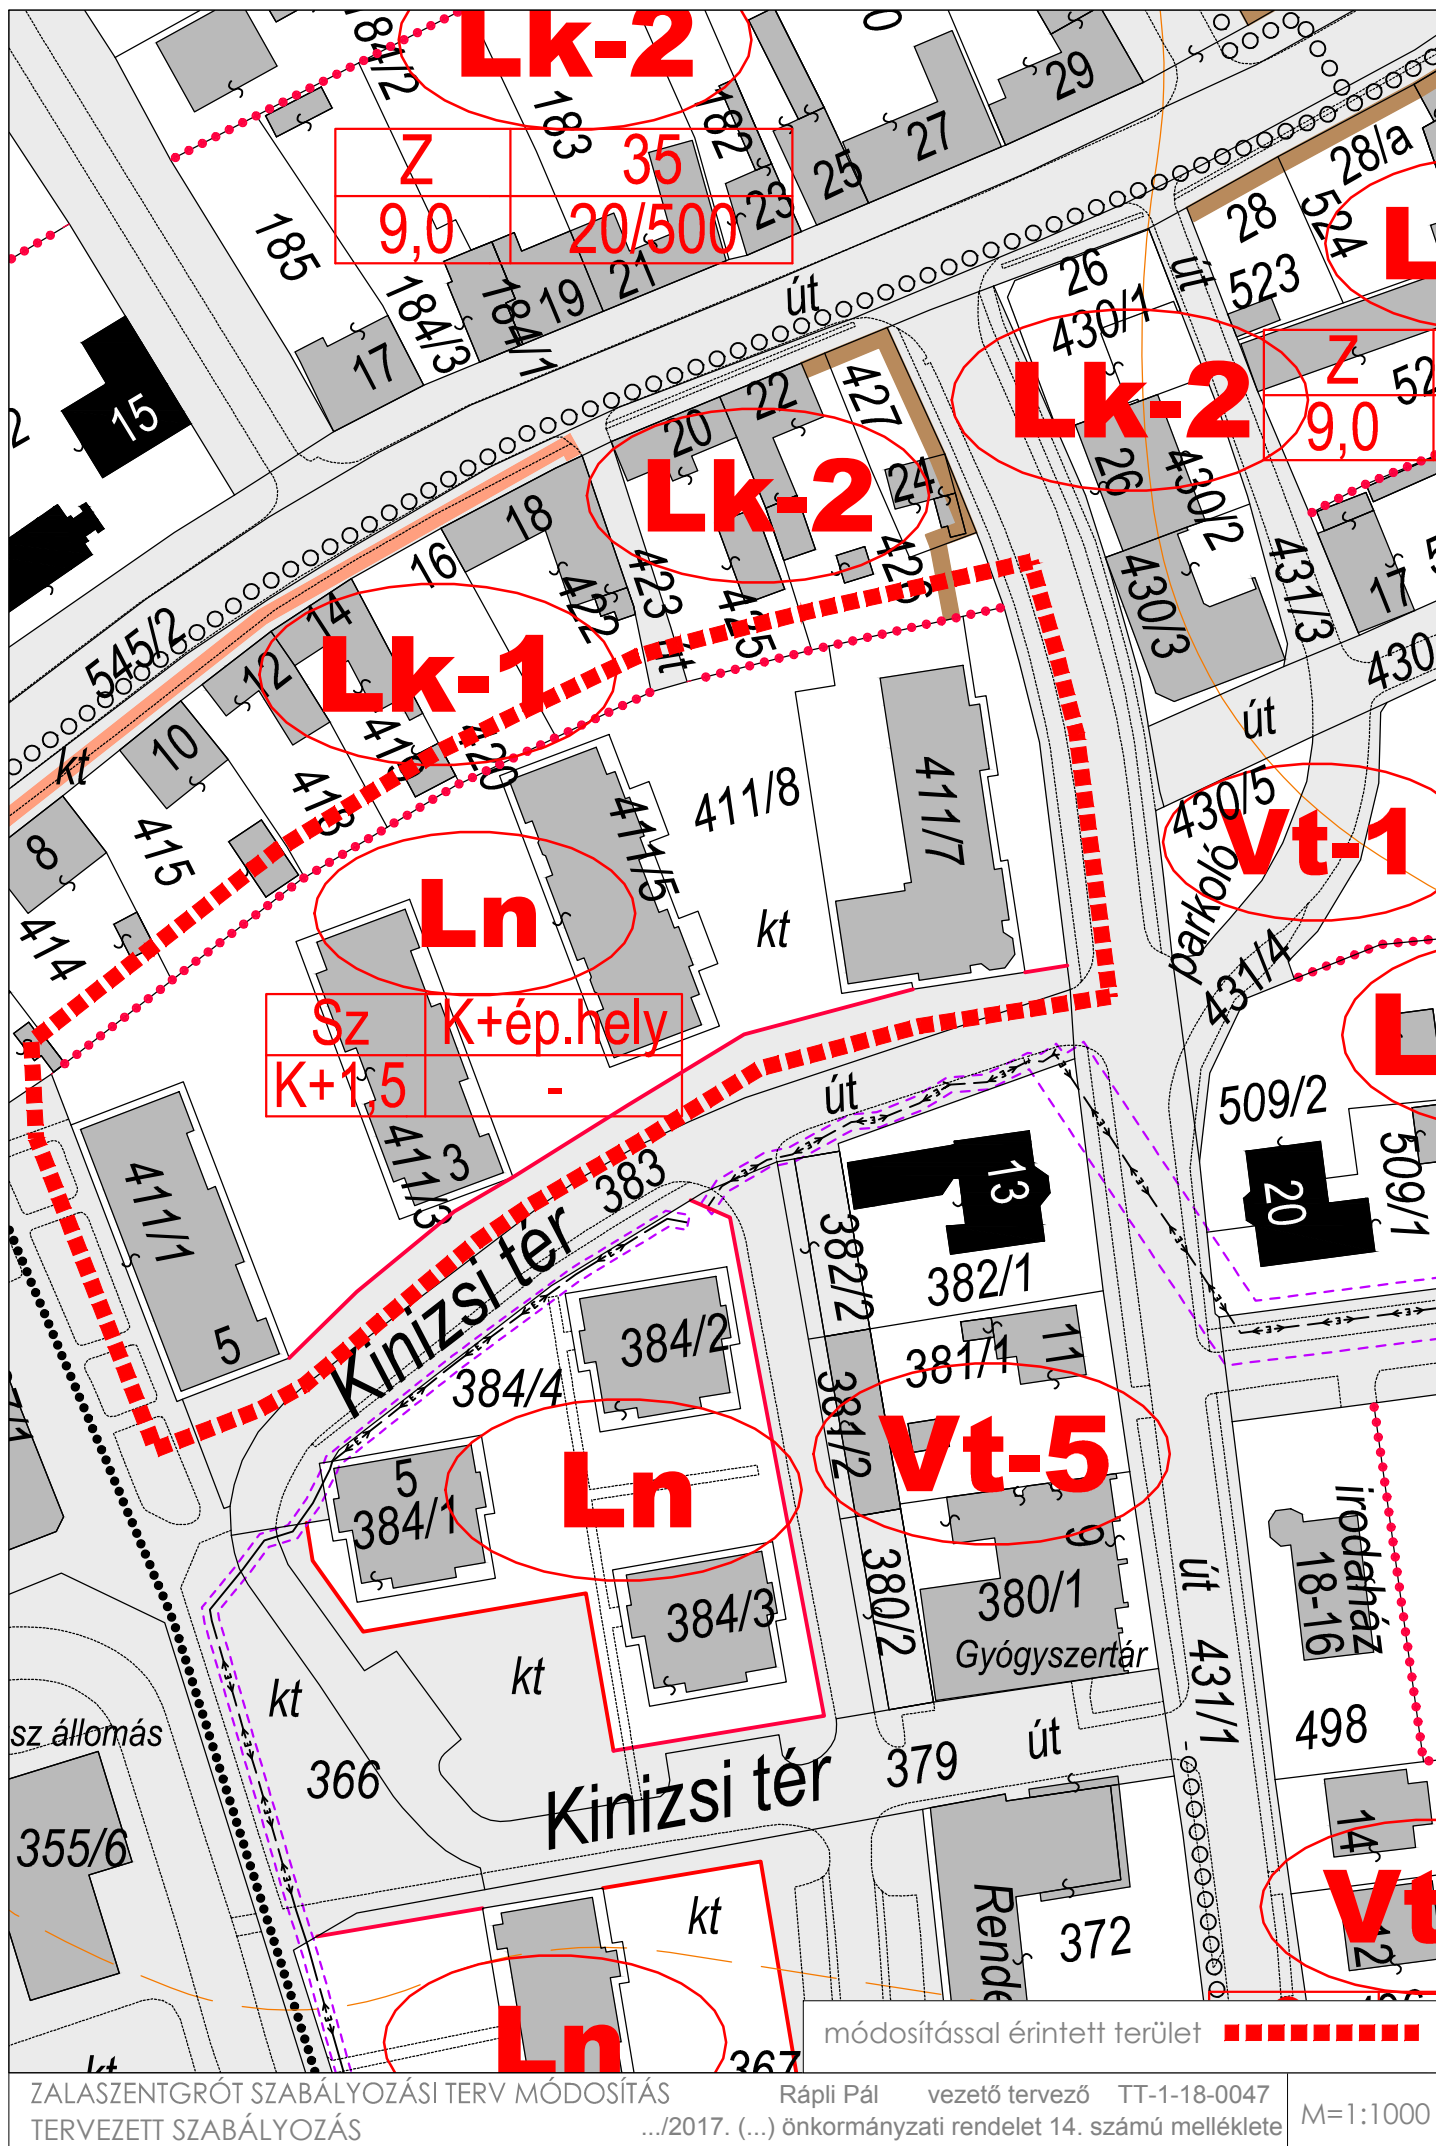 Lk-2
184/2
183
182
29
27
25
23
Z 35
9,0 20/500
28/a
28
524
185
184/3
184/1
19
21
17
út
26
430/1
út
523
15
Lk-2
Z
9,0
20
22
427
24
Lk-2
26
430/2
18
16
14
12
10
8
423
út
422
425
430/3
431/3
17
545/2
kt
Lk-1
420
413
415
414
út
430/5
parkoló
Vt-1
431/4
411/8
411/7
411/5
kt
Ln
Sz K+ép.hely
K+1,5 -
411/3
3
411/1
5
út
383
Kinizsi tér
509/2
509/1
20
13
382/2
382/1
384/2
384/4
381/1
11
384/2
Vt-5
5
384/1
Ln
384/3
9
380/2
380/1
Gyógyszertár
út
431/1
irodaház
18-16
498
kt
kt
sz állomás
366
355/6
Kinizsi tér
379
út
14
12
kt
372
Ln
367
módosítással érintett terület
ZALASZENTGRÓT SZABÁLYOZÁSI TERV MÓDOSÍTÁS
TERVEZETT SZABÁLYOZÁS
Rápli Pál vezető tervező TT-1-18-0047
.../2017. (...) önkormányzati rendelet 14. számú melléklete
M=1:1000